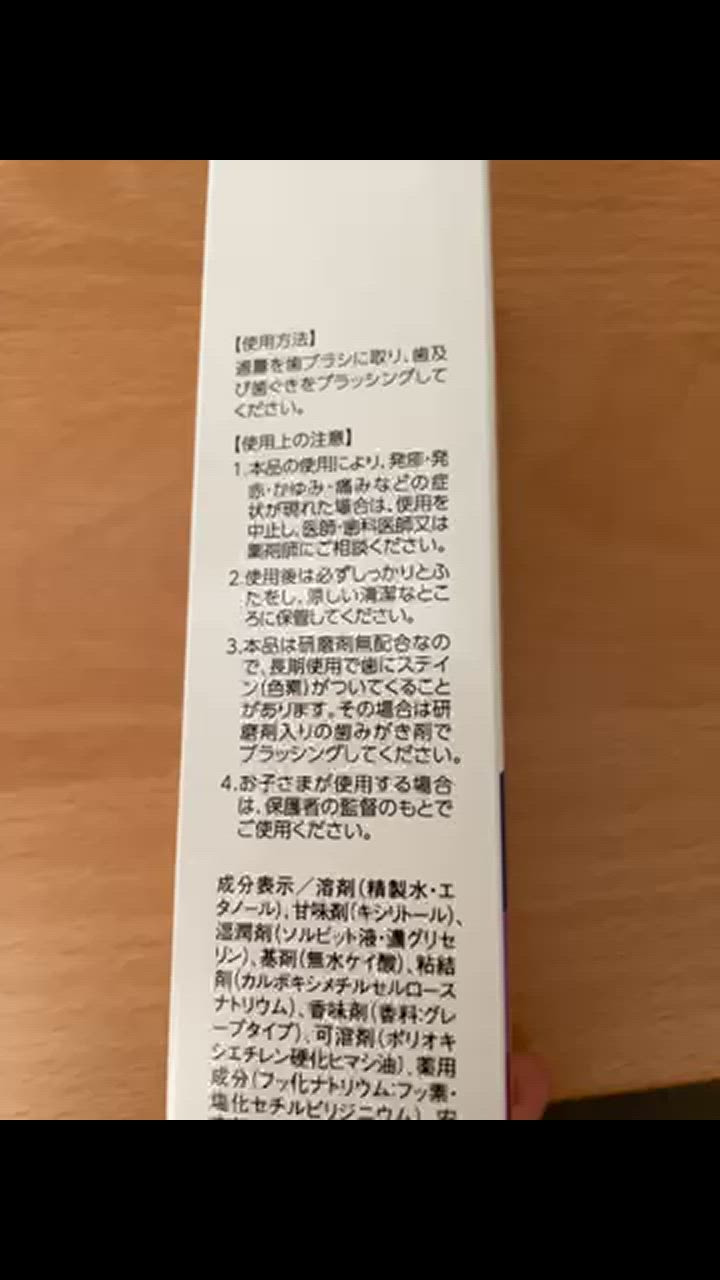 【使用方法】
適量を歯ブラシに取り、歯及
び歯ぐきをブラッシングして
ください。
【使用上の注意】
1.本品の使用により、発疹・発
赤・かゆみ・痛みなどの症
状が現れた場合は、使用を
中止し、医師・歯科医師又は
薬剤師にご相談ください。
2.使用後は必ずしっかりとふ
たをし、涼しい清潔なとこ
ろに保管してください。
3.本品は研磨剤無配合なの
で、長期使用で歯にステイ
ン(色素)がついてくること
があります。その場合は研
磨剤入りの歯みがき剤で
ブラッシングしてください。
4.お子さまが使用する場合
は、保護者の監督のもとで
ご使用ください。
成分表示／溶剤(精製水・エ
タノール)、甘味剤(キシリトール)、
湿潤剤(ソルビット液・濃グリセ
リン)、基剤(無水ケイ酸)、粘結
剤(カルボキシメチルセルロース
ナトリウム)、香味剤(香料:グレ
ープタイプ)、可溶剤(ポリオキ
シエチレン硬化ヒマシ油)、薬用
成分(フッ化ナトリウム:フッ素・
塩化セチルピリジニウム)、安